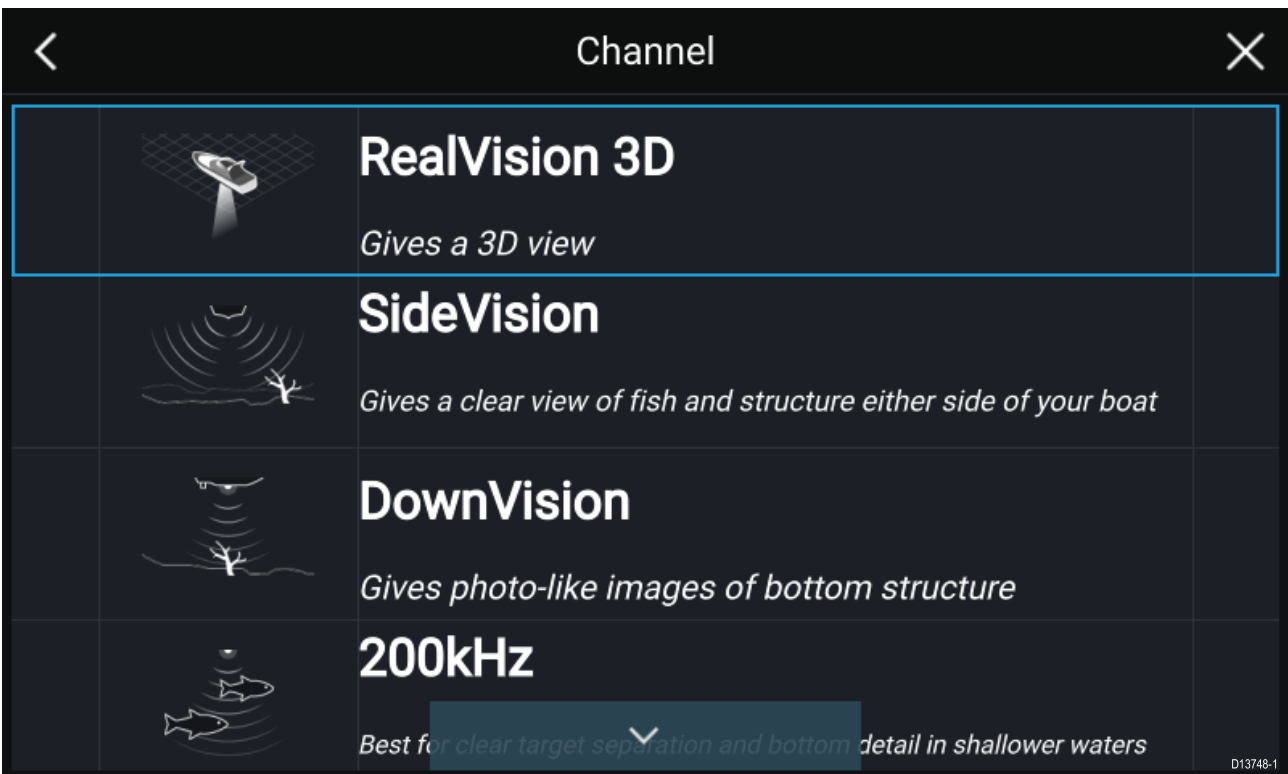 Channel
RealVision 3D
Gives a 3D view
SideVision
Gives a clear view of fish and structure either side of your boat
DownVision
Gives photo-like images of bottom structure
200kHz
Best for clear target separation and bottom detail in shallower waters
D13748-1